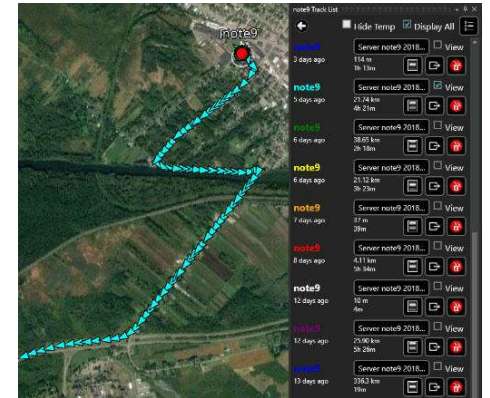 note9 Track List
Hide Temp
Display All
note9
note9
3 days ago
Server note9 2018...
View
114 m
1h 13m
note9
5 days ago
Server note9 2018...
View
21.74 km
4h 21m
note9
6 days ago
Server note9 2018...
View
38.65 km
2h 18m
note9
6 days ago
Server note9 2018...
View
21.12 km
3h 23m
note9
7 days ago
Server note9 2018...
View
37 m
note9
8 days ago
Server note9 2018...
View
4.11 km
5h 34m
note9
12 days ago
Server note9 2018...
View
18 m
4m
note9
12 days ago
Server note9 2018...
View
25.90 km
5h 26m
note9
13 days ago
Server note9 2018...
View
336.3 km
19m